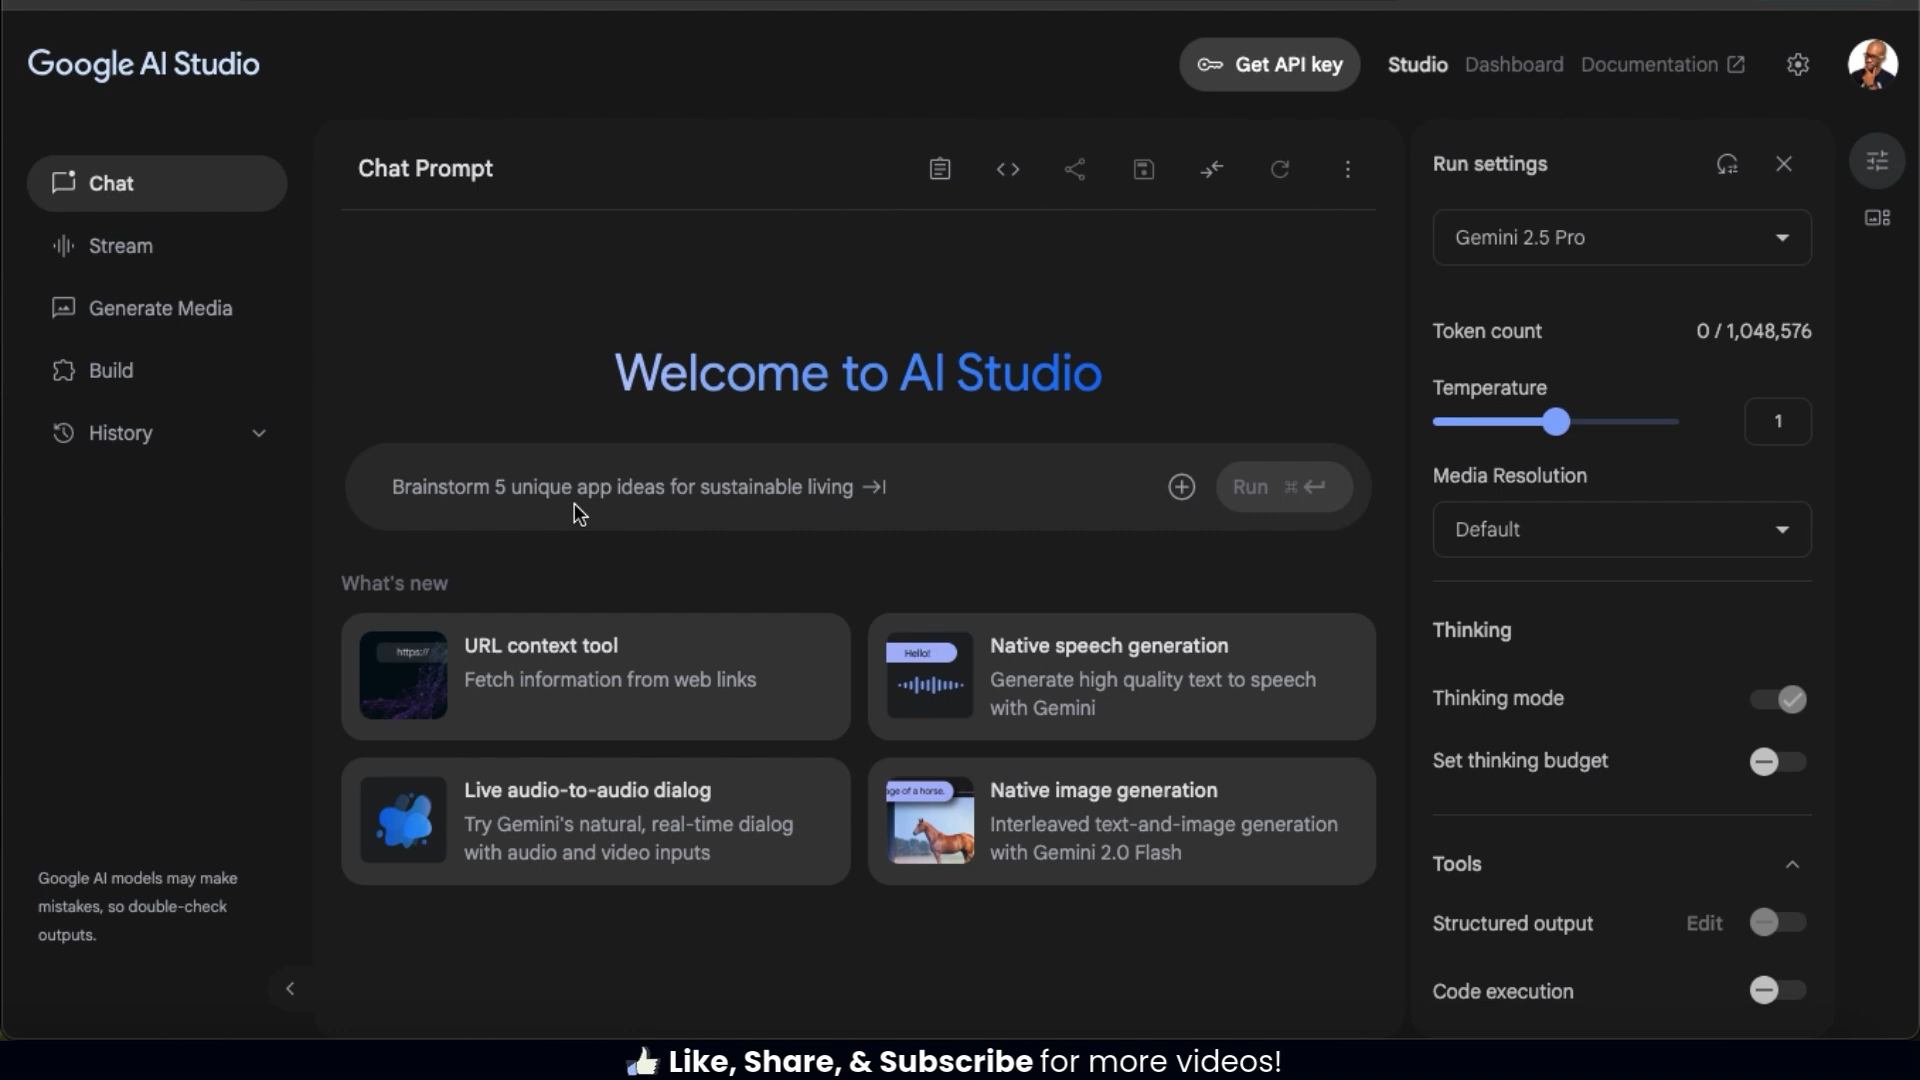 Google AI Studio
Get API key
Studio
Dashboard
Documentation
Chat
Stream
Generate Media
Build
History
Google AI models may make
mistakes, so double-check
outputs.
Chat Prompt
Welcome to AI Studio
Brainstorm 5 unique app ideas for sustainable living
Run ⌘
What's new
URL context tool
Fetch information from web links
https://
Native speech generation
Generate high quality text to speech
with Gemini
Hello!
Live audio-to-audio dialog
Try Gemini's natural, real-time dialog
with audio and video inputs
Native image generation
Interleaved text-and-image generation
with Gemini 2.0 Flash
age of a horse.
Run settings
Gemini 2.5 Pro
Token count 0 / 1,048,576
Temperature
1
Media Resolution
Default
Thinking
Thinking mode
Set thinking budget
Tools
Structured output Edit
Code execution
Like, Share, & Subscribe for more videos!